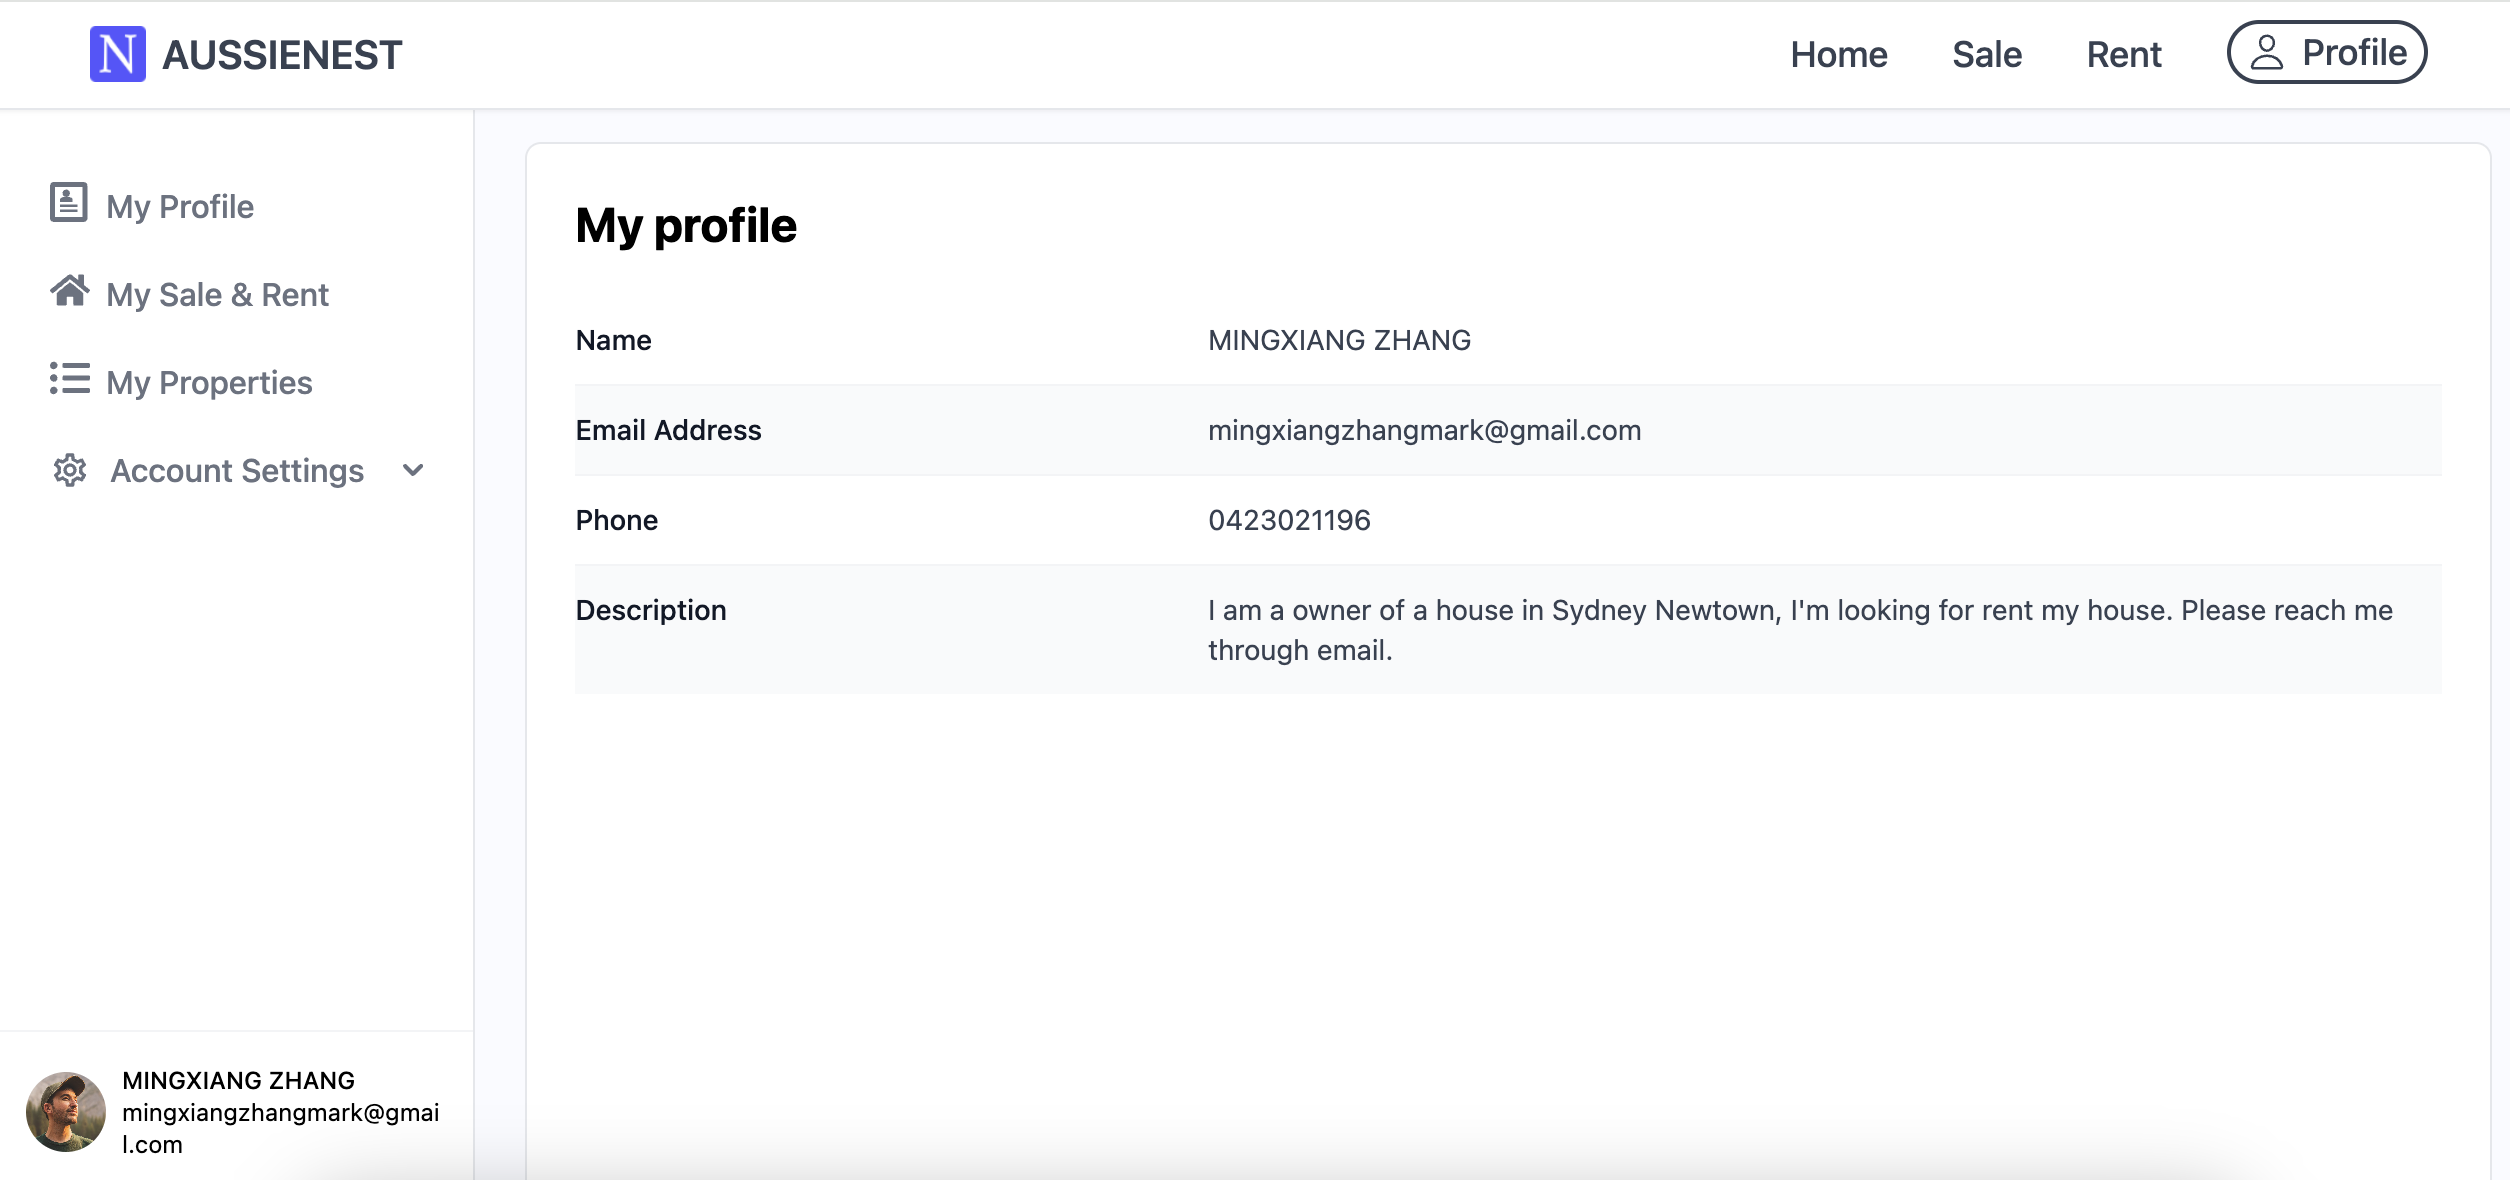 N AUSSIENEST
Home Sale Rent Profile
My Profile
My Sale & Rent
My Properties
Account Settings
My profile
Name MINGXIANG ZHANG
Email Address mingxiangzhangmark@gmail.com
Phone 0423021196
Description I am a owner of a house in Sydney Newtown, I'm looking for rent my house. Please reach me
through email.
MINGXIANG ZHANG
mingxiangzhangmark@gmai
l.com